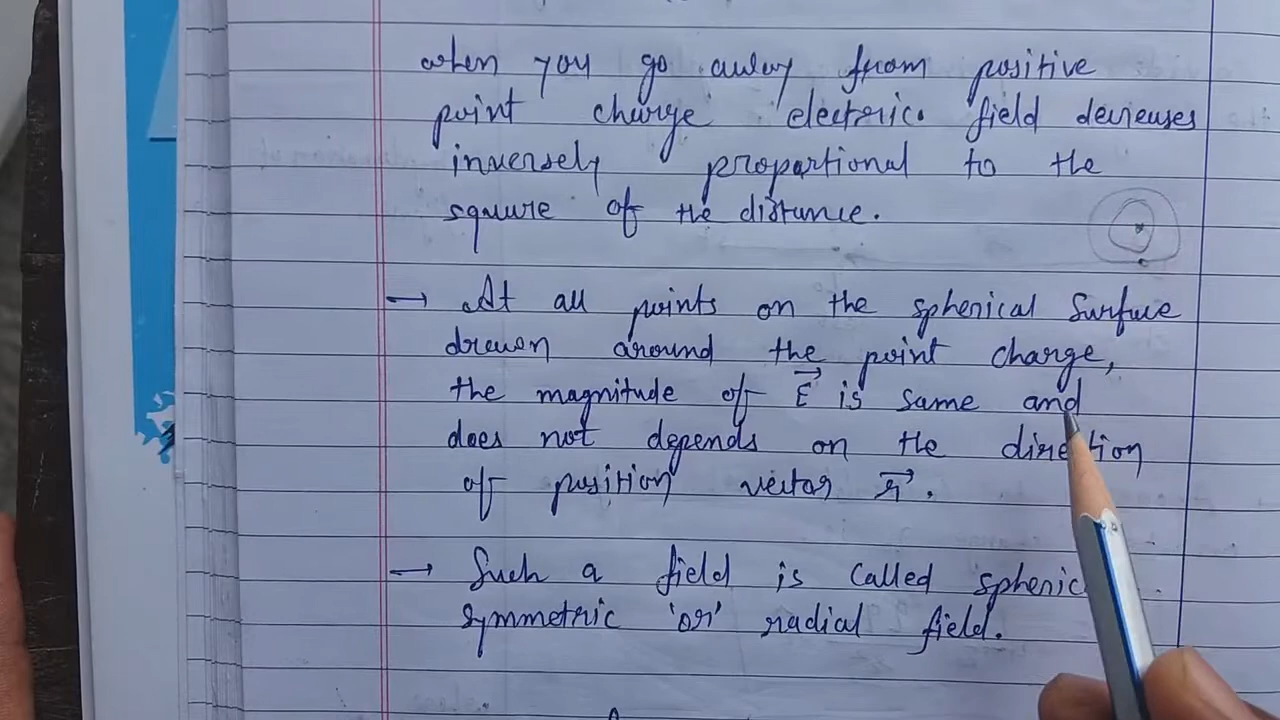 when you go away from positive
point charge electric field decreases
inversely proportional to the
square of the distance.
→ At all points on the spherical surface
drawn around the point charge,
the magnitude of E⃗ is same and
does not depends on the direction
of position vector r⃗.
→ Such a field is called spheric
symmetric 'or' radial field.